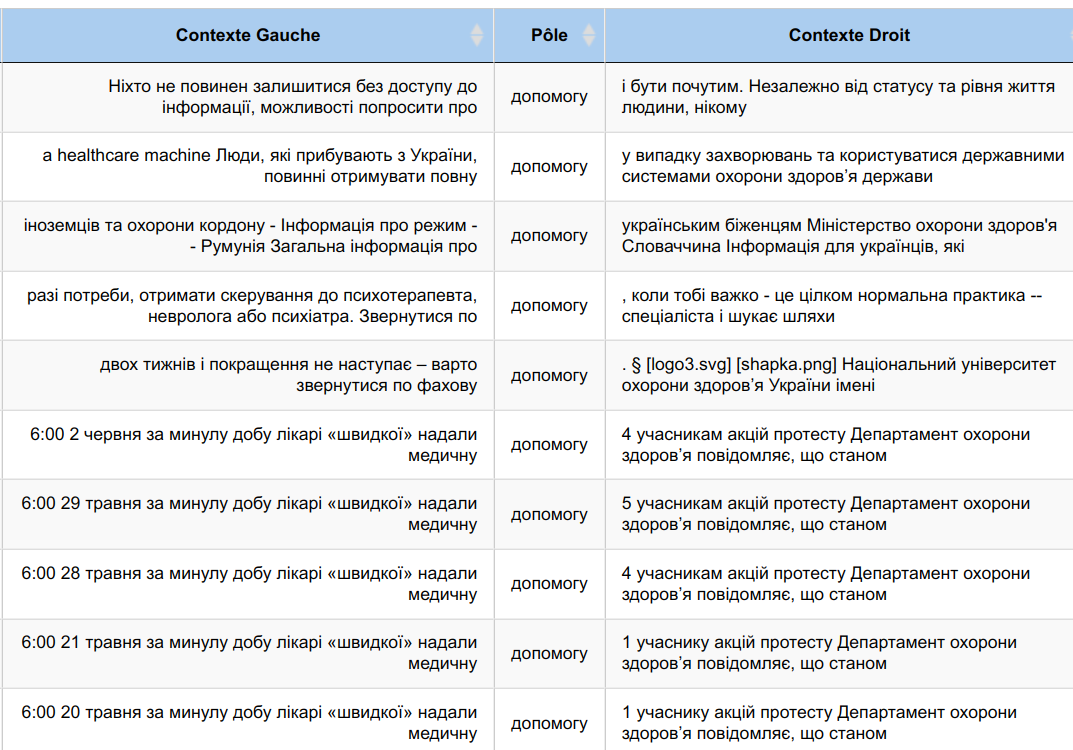 Contexte Gauche Pôle Contexte Droit
Ніхто не повинен залишитися без доступу до
інформації, можливості попросити про
допомогу
і бути почутим. Незалежно від статусу та рівня життя
людини, нікому
a healthcare machine Люди, які прибувають з України,
повинні отримувати повну
допомогу
у випадку захворювань та користуватися державними
системами охорони здоров’я держави
іноземців та охорони кордону - Інформація про режим -
- Румунія Загальна інформація про
допомогу
українським біженцям Міністерство охорони здоров'я
Словаччина Інформація для українців, які
разі потреби, отримати скерування до психотерапевта,
невролога або психіатра. Звернутися по
допомогу
, коли тобі важко - це цілком нормальна практика --
спеціаліста і шукає шляхи
двох тижнів і покращення не наступає – варто
звернутися по фахову
допомогу
. § [logo3.svg] [shapka.png] Національний університет
охорони здоров’я України імені
6:00 2 червня за минулу добу лікарі «швидкої» надали
медичну
допомогу
4 учасникам акцій протесту Департамент охорони
здоров’я повідомляє, що станом
6:00 29 травня за минулу добу лікарі «швидкої» надали
медичну
допомогу
5 учасникам акцій протесту Департамент охорони
здоров’я повідомляє, що станом
6:00 28 травня за минулу добу лікарі «швидкої» надали
медичну
допомогу
4 учасникам акцій протесту Департамент охорони
здоров’я повідомляє, що станом
6:00 21 травня за минулу добу лікарі «швидкої» надали
медичну
допомогу
1 учаснику акцій протесту Департамент охорони
здоров’я повідомляє, що станом
6:00 20 травня за минулу добу лікарі «швидкої» надали
медичну
допомогу
1 учаснику акцій протесту Департамент охорони
здоров’я повідомляє, що станом